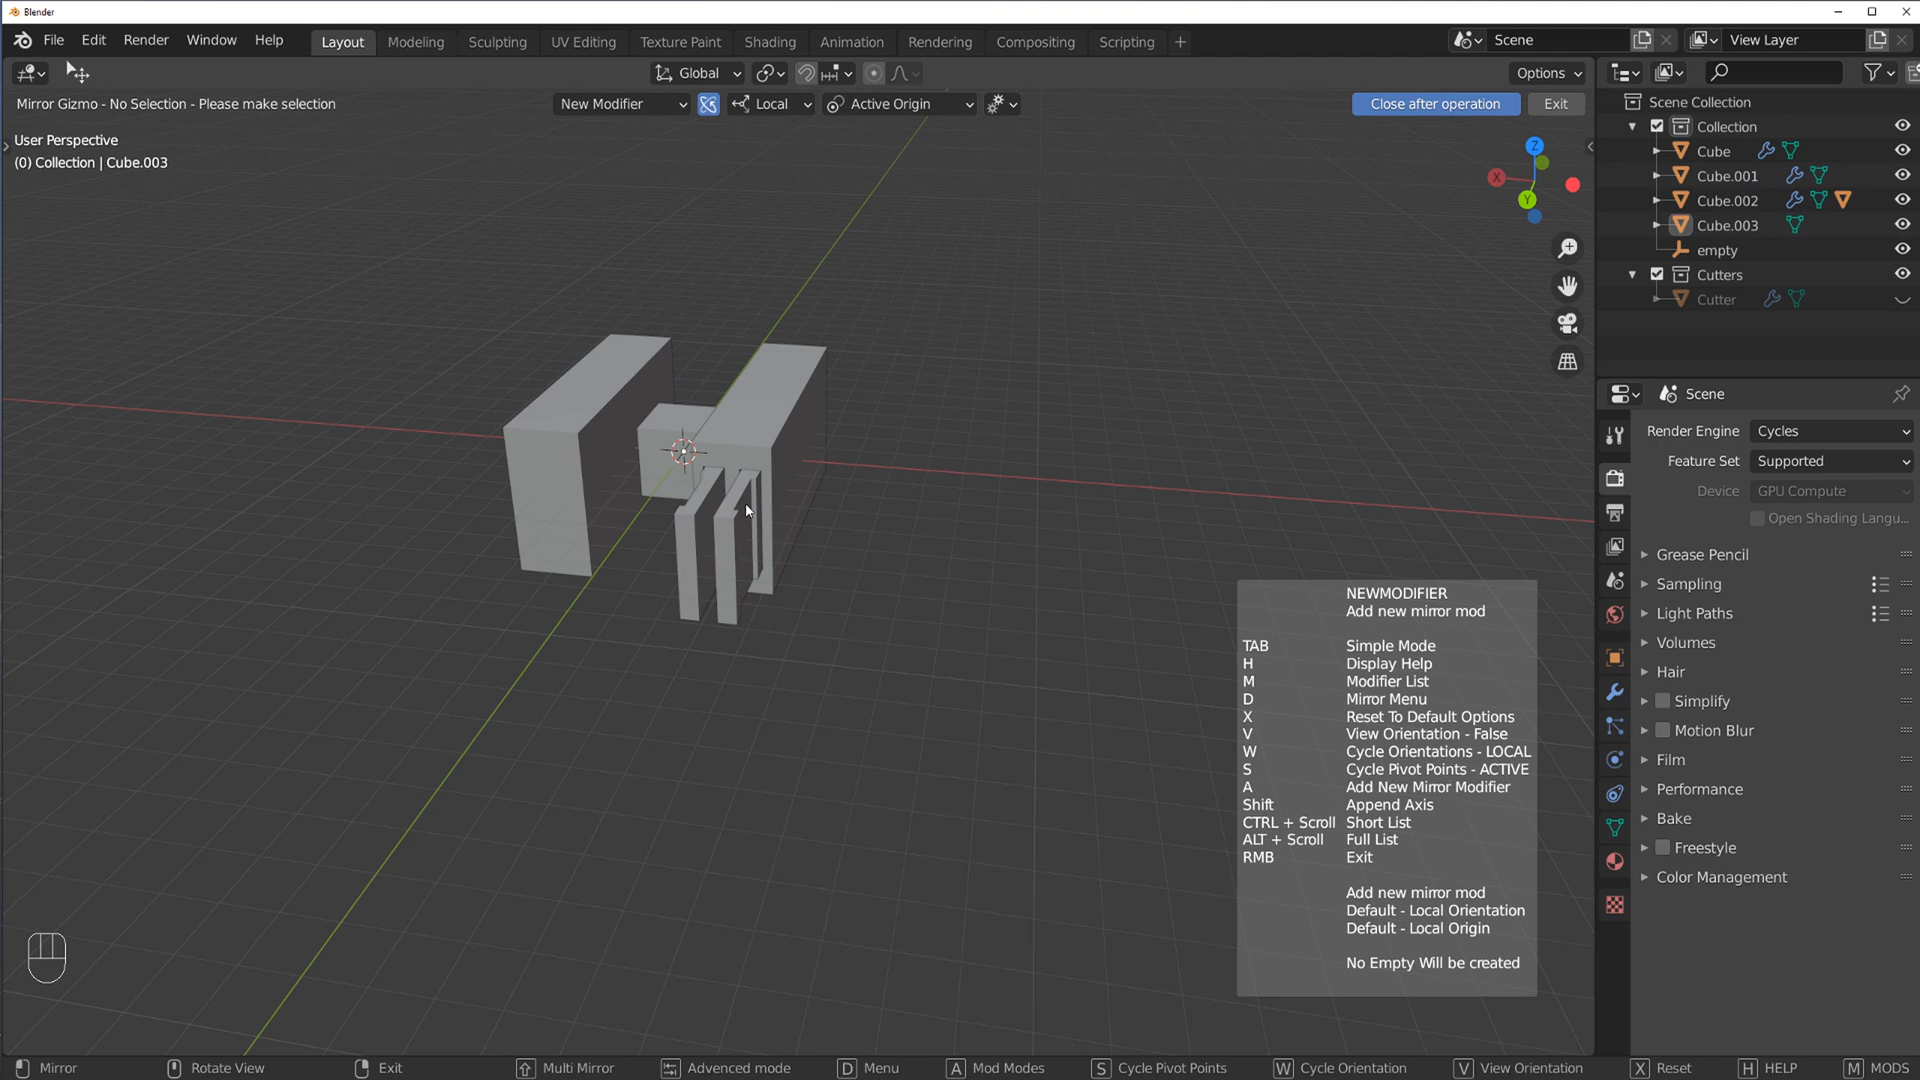 Blender
File Edit Render Window Help
Layout Modeling Sculpting UV Editing Texture Paint Shading Animation Rendering Compositing Scripting +
Scene
View Layer
Global
Options
Mirror Gizmo - No Selection - Please make selection
New Modifier
Local
Active Origin
Close after operation
Exit
User Perspective
(0) Collection | Cube.003
Z
X
Y
Scene Collection
Collection
Cube
Cube.001
Cube.002
Cube.003
empty
Cutters
Cutter
Scene
Render Engine Cycles
Feature Set Supported
Device GPU Compute
Open Shading Langu...
Grease Pencil
Sampling
Light Paths
Volumes
Hair
Simplify
Motion Blur
Film
Performance
Bake
Freestyle
Color Management
NEWMODIFIER
Add new mirror mod
TAB Simple Mode
H Display Help
M Modifier List
D Mirror Menu
X Reset To Default Options
V View Orientation - False
W Cycle Orientations - LOCAL
S Cycle Pivot Points - ACTIVE
A Add New Mirror Modifier
Shift Append Axis
CTRL + Scroll Short List
ALT + Scroll Full List
RMB Exit
Add new mirror mod
Default - Local Orientation
Default - Local Origin
No Empty Will be created
Mirror Rotate View Exit Multi Mirror Advanced mode D Menu A Mod Modes S Cycle Pivot Points W Cycle Orientation V View Orientation X Reset H HELP M MODS